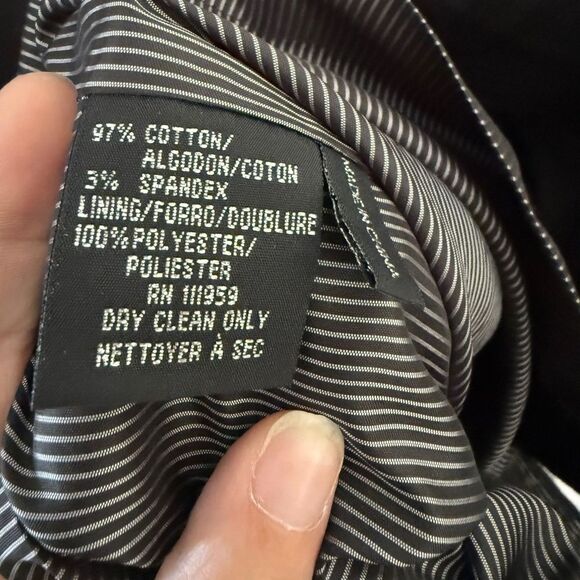 97% COTTON/
ALGODON/COTON
3% SPANDEX
LINING/FORRO/DOUBLURE
100% POLYESTER/
POLIESTER
RN 111959
DRY CLEAN ONLY
NETTOYER À SEC
MADE IN CHINA